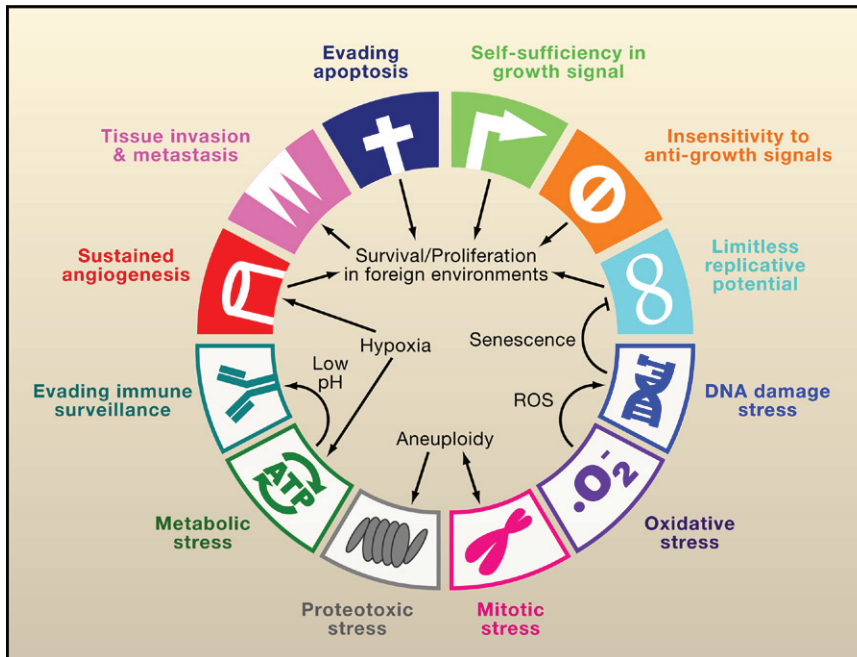 Evading
apoptosis
Self-sufficiency in
growth signal
Tissue invasion
& metastasis
Insensitivity to
anti-growth signals
Sustained
angiogenesis
Survival/Proliferation
in foreign environments
Limitless
replicative
potential
Hypoxia
Senescence
Low
pH
Evading immune
surveillance
ROS
DNA damage
stress
Aneuploidy
ATP
•O2-
Metabolic
stress
Oxidative
stress
Proteotoxic
stress
Mitotic
stress